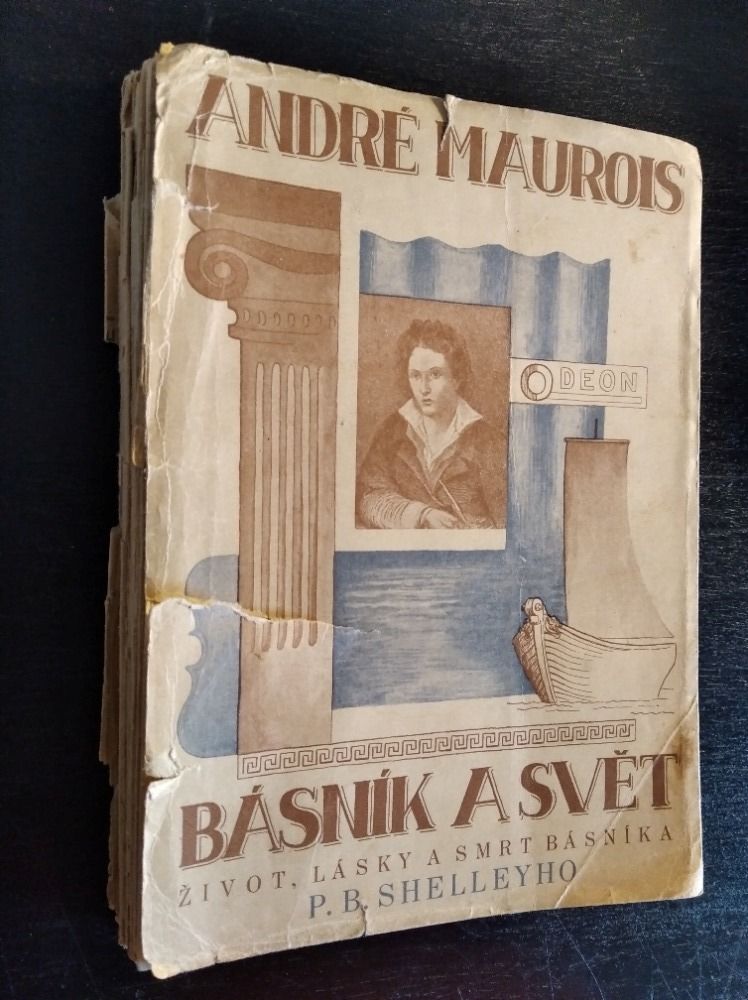 ANDRÉ MAUROIS
ODEON
BÁSNÍK A SVĚT
ŽIVOT, LÁSKY A SMRT BÁSNÍKA
P. B. SHELLEYHO